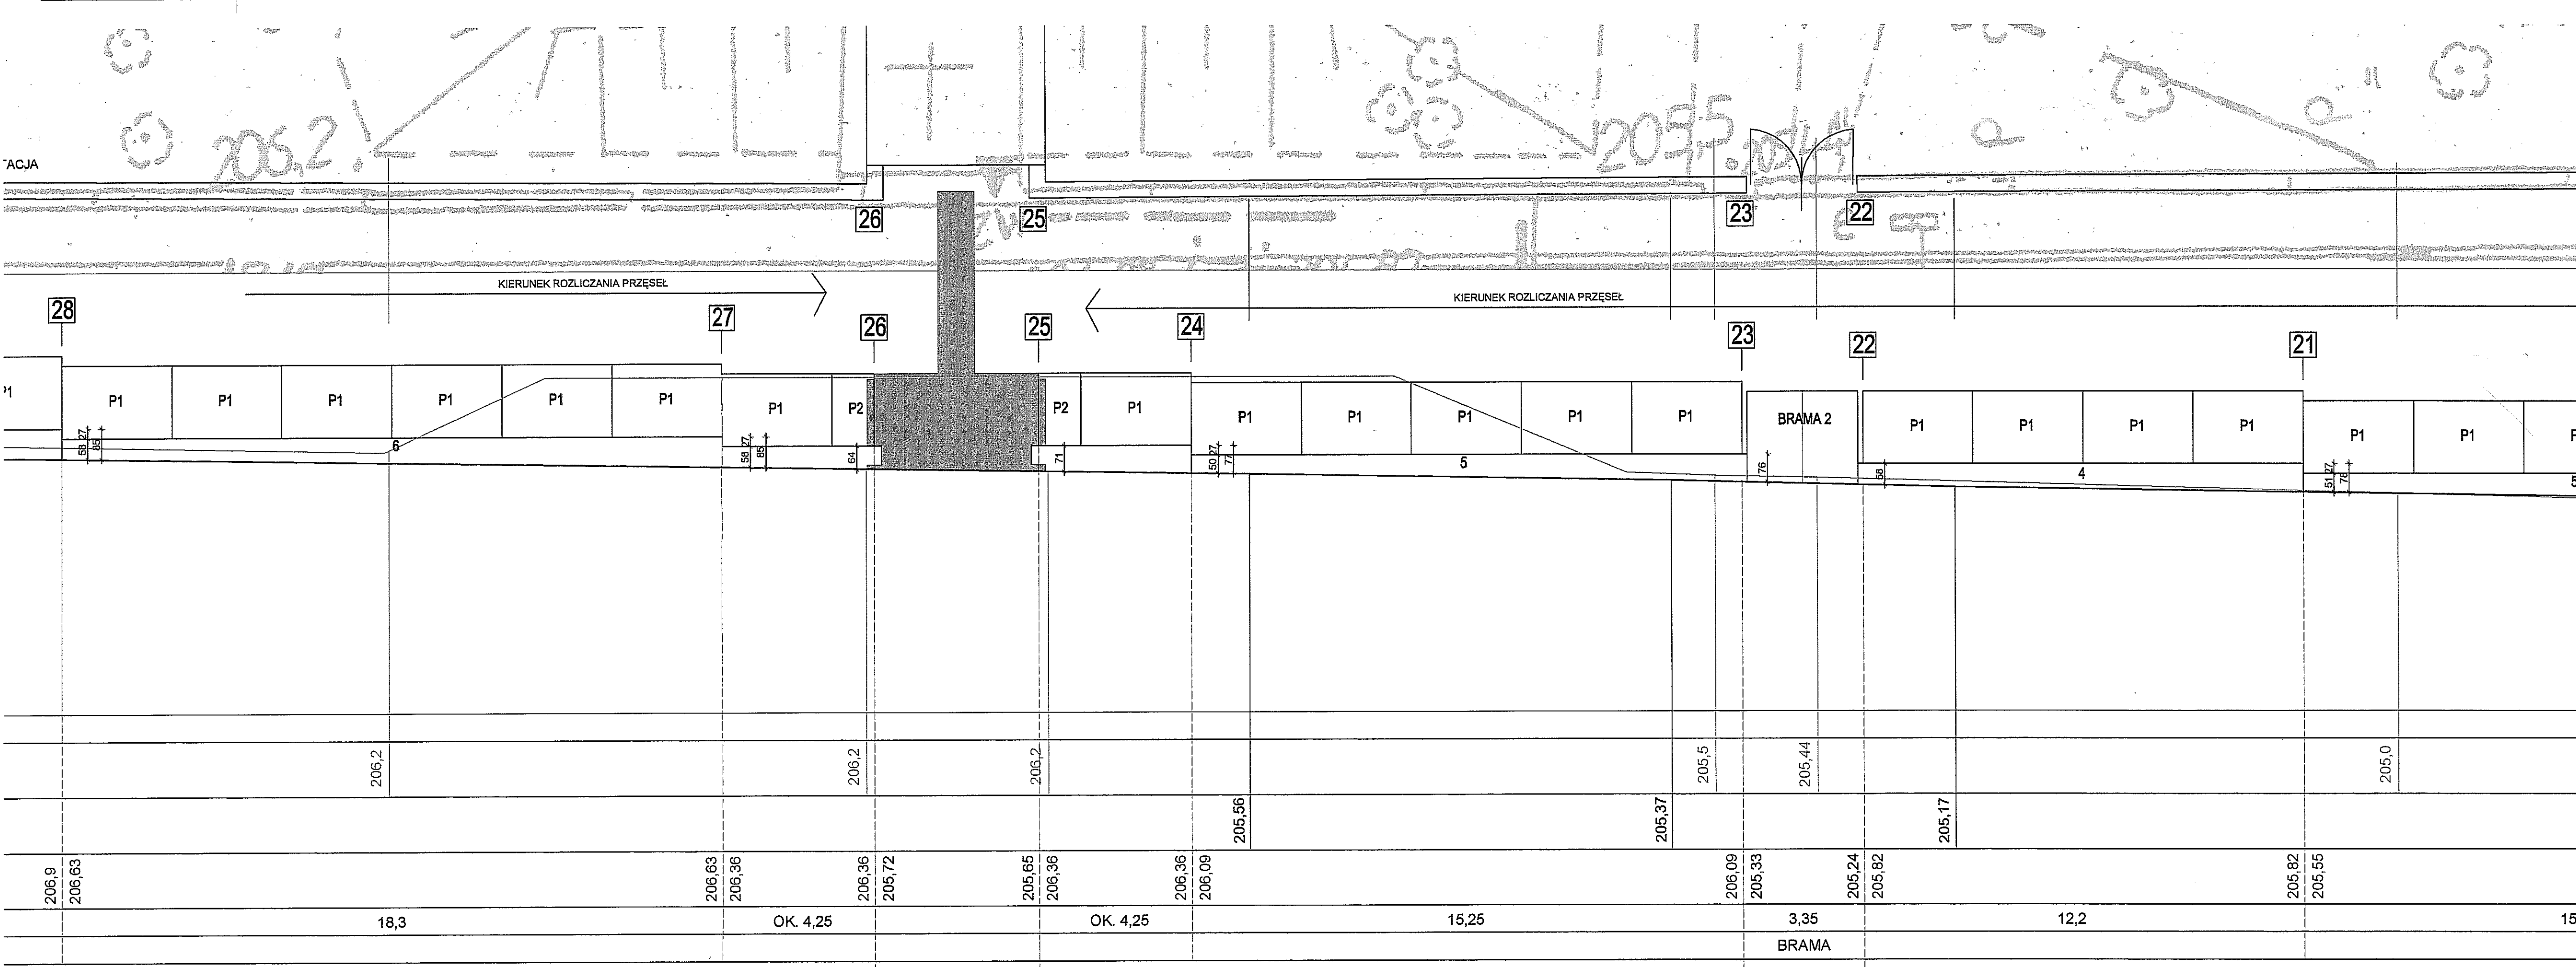 206,2
205,5
TACJA
26 25 23 22
KIERUNEK ROZLICZANIA PRZĘSEŁ
KIERUNEK ROZLICZANIA PRZĘSEŁ
28 27 26 25 24 23 22 21
P1 P1 P1 P1 P1 P1 P1 P1 P2 P2 P1 P1 P1 P1 P1 P1 BRAMA 2 P1 P1 P1 P1 P1 P1
58 27 85 6 58 27 85 64 71 50 27 77 5 76 58 4 51 27 78 5
206,2 206,2 206,2 205,5 205,44 205,0
205,56 205,37 205,17
206,9 206,63 206,63 206,36 206,36 205,72 205,65 206,36 206,36 206,09 206,09 205,33 205,24 205,82 205,82 205,55
18,3 OK. 4,25 OK. 4,25 15,25 3,35 12,2 15
BRAMA